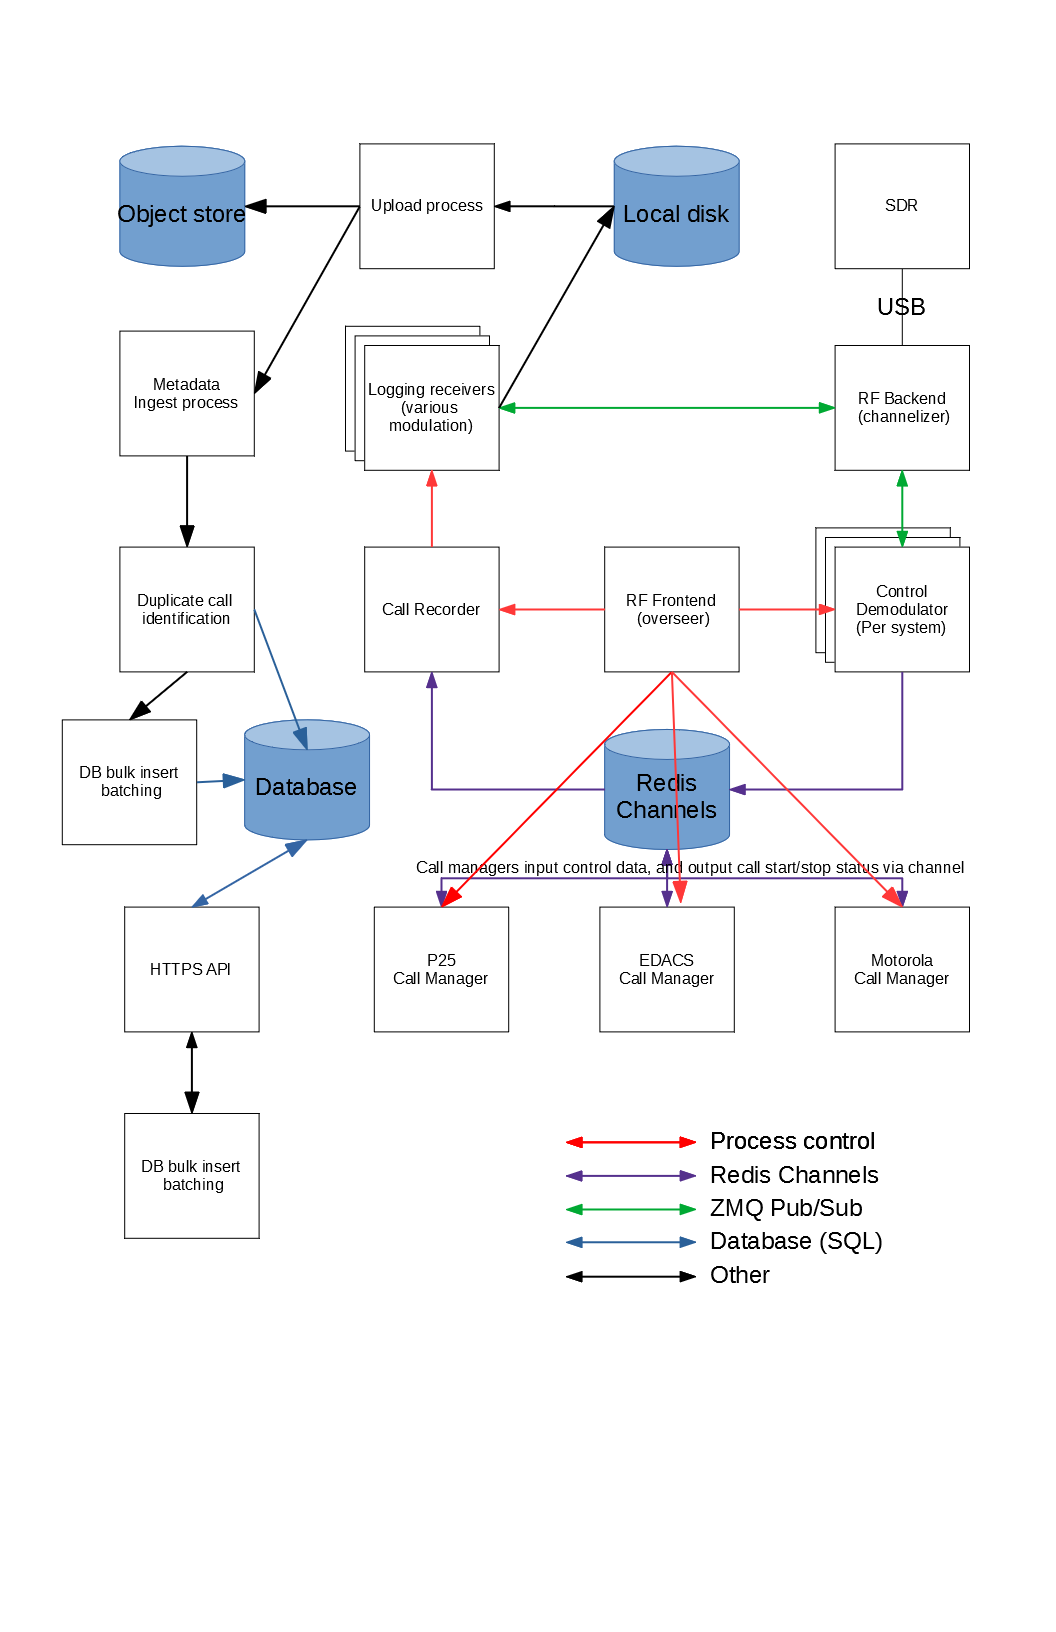 Object store
Upload process
Local disk
SDR
USB
Metadata
Ingest process
Logging receivers
(various
modulation)
RF Backend
(channelizer)
Duplicate call
identification
Call Recorder
RF Frontend
(overseer)
Control
Demodulator
(Per system)
DB bulk insert
batching
Database
Redis
Channels
Call managers input control data, and output call start/stop status via channel
HTTPS API
P25
Call Manager
EDACS
Call Manager
Motorola
Call Manager
DB bulk insert
batching
Process control
Redis Channels
ZMQ Pub/Sub
Database (SQL)
Other